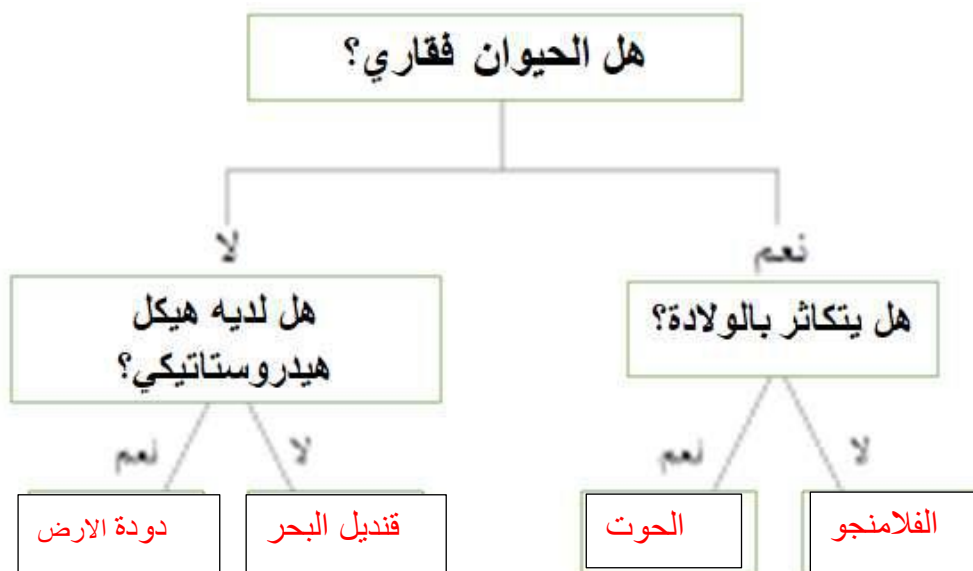 هل الحيوان فقاري؟
نعم
لا
هل يتكاثر بالولادة؟
هل لديه هيكل
هيدروستاتيكي؟
لا
نعم
لا
نعم
الفلامنجو
الحوت
قنديل البحر
دودة الارض